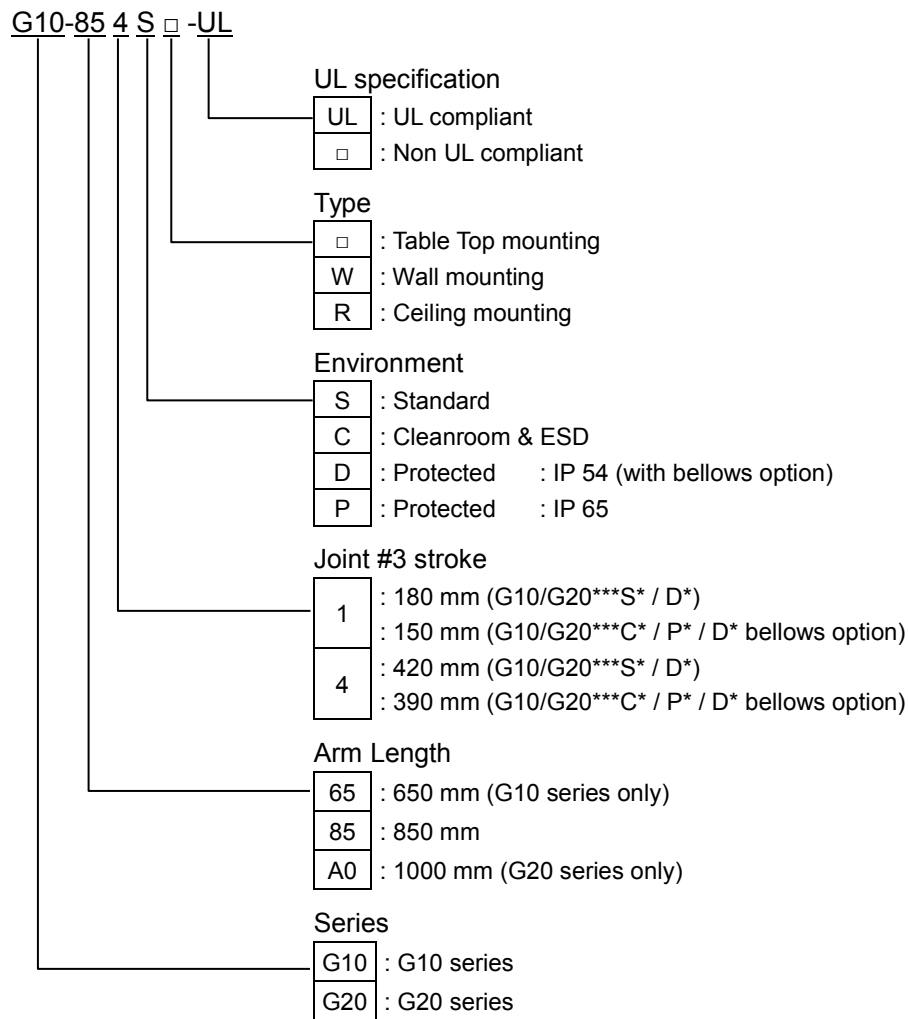 G10-85 4 S □ -UL
UL specification
UL : UL compliant
□ : Non UL compliant
Type
□ : Table Top mounting
W : Wall mounting
R : Ceiling mounting
Environment
S : Standard
C : Cleanroom & ESD
D : Protected : IP 54 (with bellows option)
P : Protected : IP 65
Joint #3 stroke
1 : 180 mm (G10/G20***S* / D*)
: 150 mm (G10/G20***C* / P* / D* bellows option)
4 : 420 mm (G10/G20***S* / D*)
: 390 mm (G10/G20***C* / P* / D* bellows option)
Arm Length
65 : 650 mm (G10 series only)
85 : 850 mm
A0 : 1000 mm (G20 series only)
Series
G10 : G10 series
G20 : G20 series